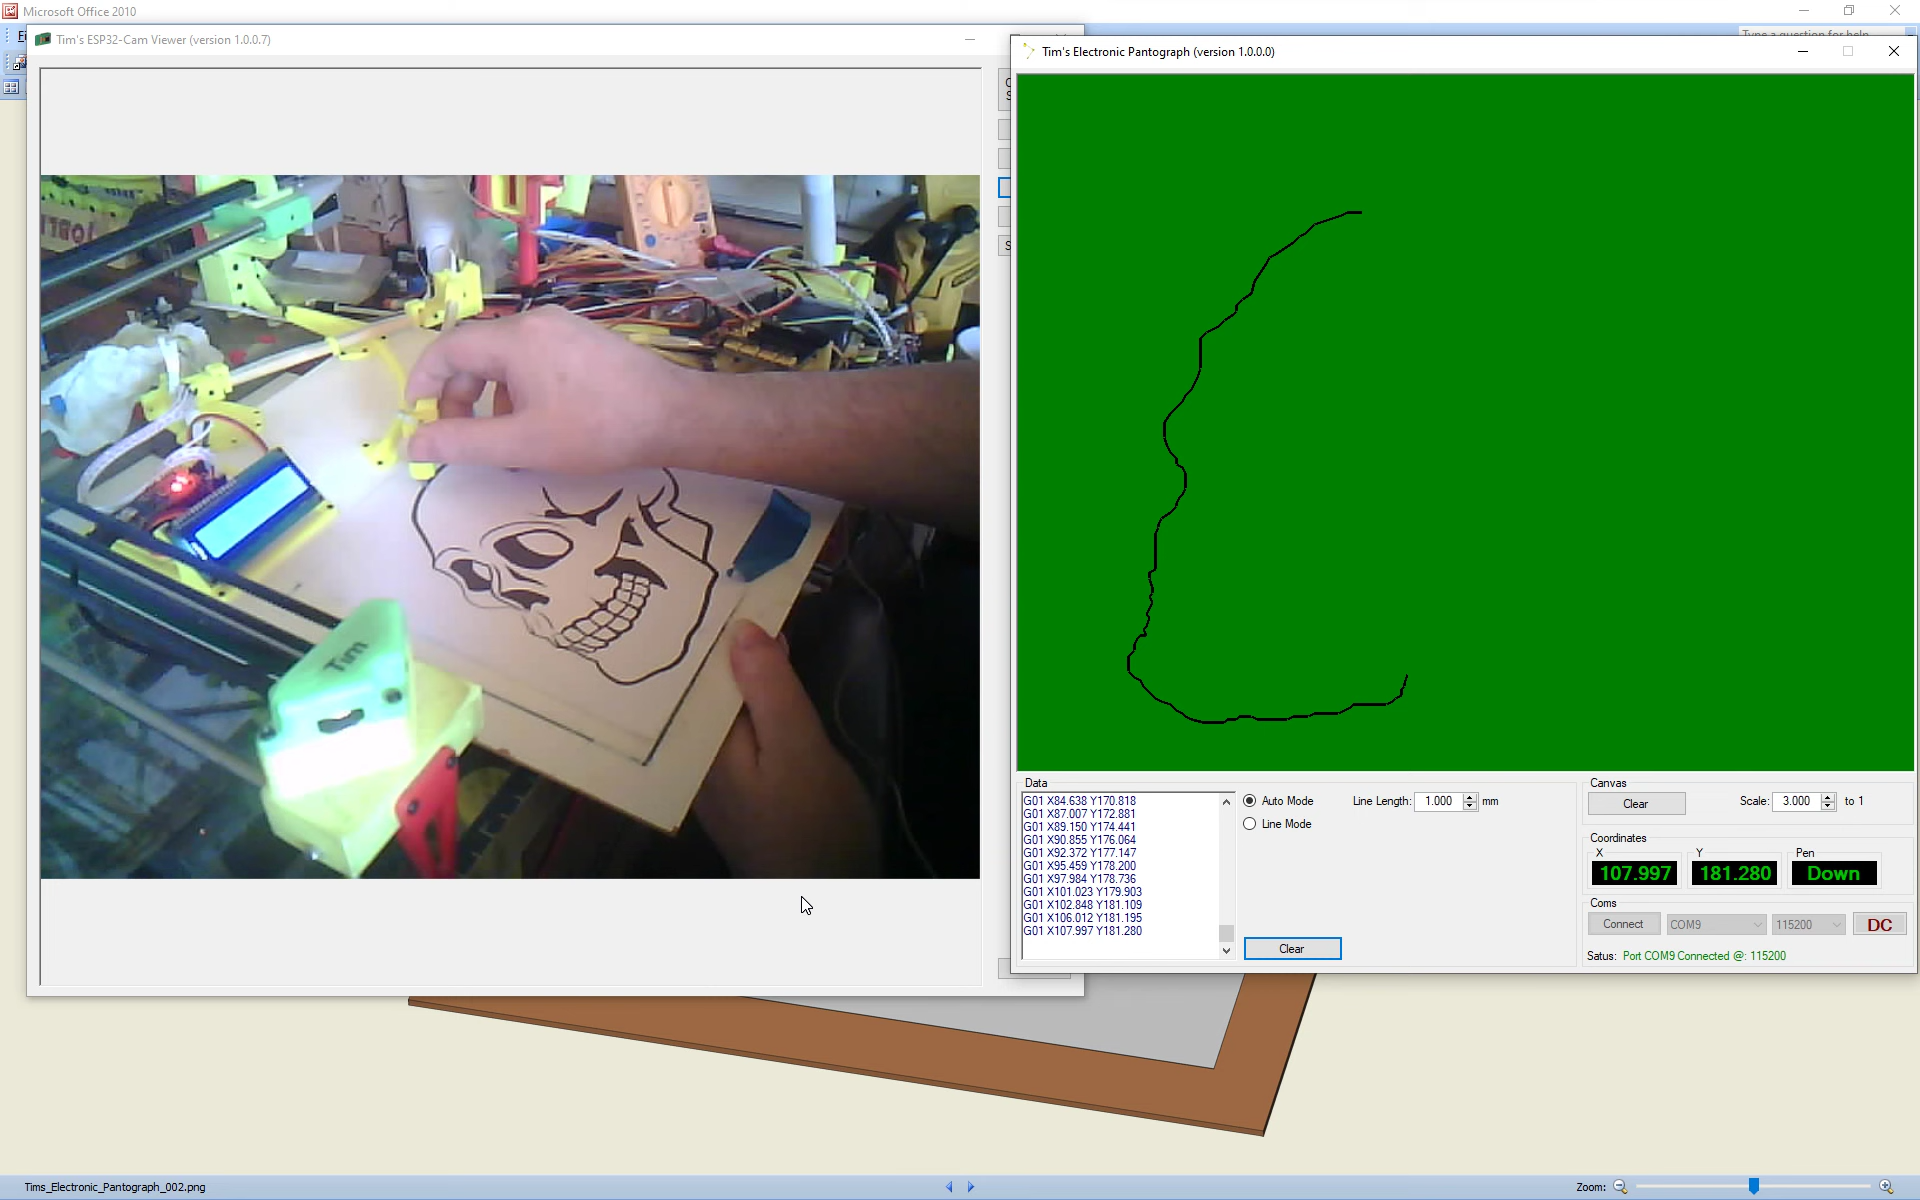 Microsoft Office 2010
Type a question for help
Tim's ESP32-Cam Viewer (version 1.0.0.7)
Tim's Electronic Pantograph (version 1.0.0.0)
Tim
Data
G01 X84.638 Y170.818
G01 X87.007 Y172.881
G01 X89.150 Y174.441
G01 X90.855 Y176.064
G01 X92.372 Y177.147
G01 X95.459 Y178.200
G01 X97.984 Y178.736
G01 X101.023 Y179.903
G01 X102.848 Y181.109
G01 X106.012 Y181.195
G01 X107.997 Y181.280
Auto Mode
Line Mode
Line Length: 1.000 mm
Clear
Canvas
Clear
Scale: 3.000 to 1
Coordinates
X Y Pen
107.997 181.280 Down
Coms
Connect COM9 115200 DC
Satus: Port COM9 Connected @: 115200
Tims_Electronic_Pantograph_002.png
Zoom: